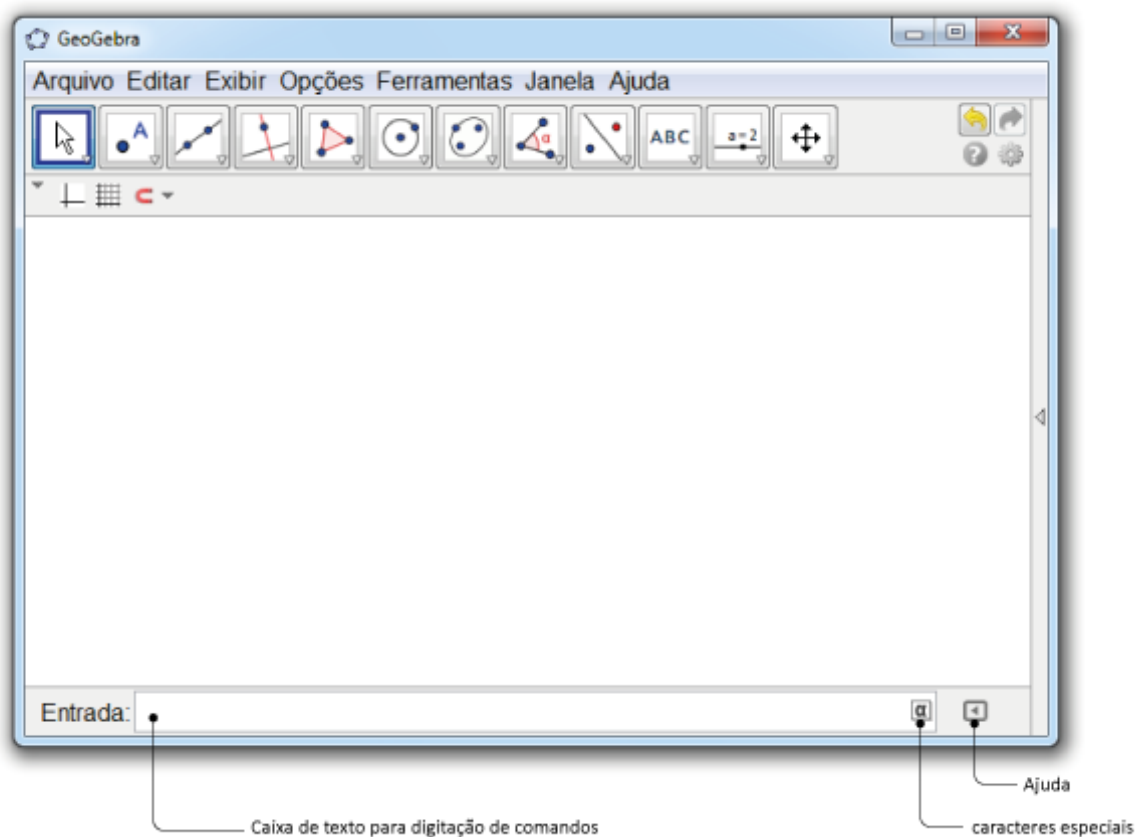 GeoGebra
Arquivo Editar Exibir Opções Ferramentas Janela Ajuda
A α ABC a=2
Entrada: α
Ajuda
Caixa de texto para digitação de comandos caracteres especiais